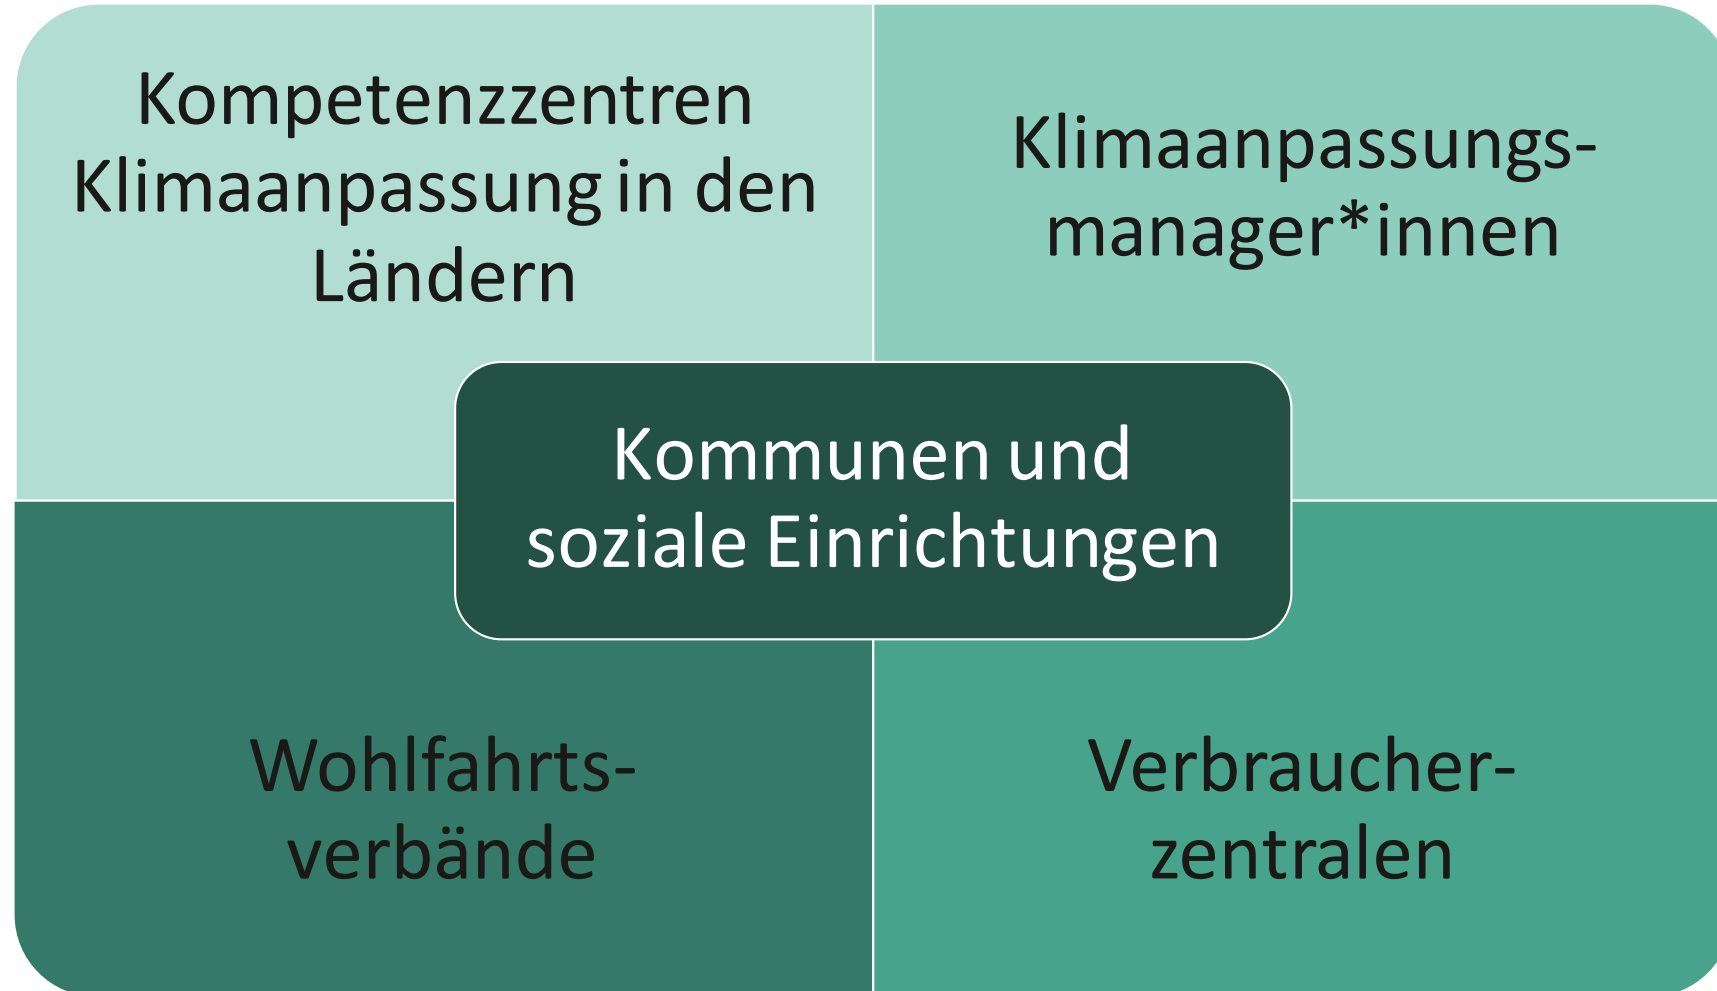 Kompetenzzentren
Klimaanpassung in den
Ländern
Klimaanpassungs-
manager*innen
Kommunen und
soziale Einrichtungen
Wohlfahrts-
verbände
Verbraucher-
zentralen